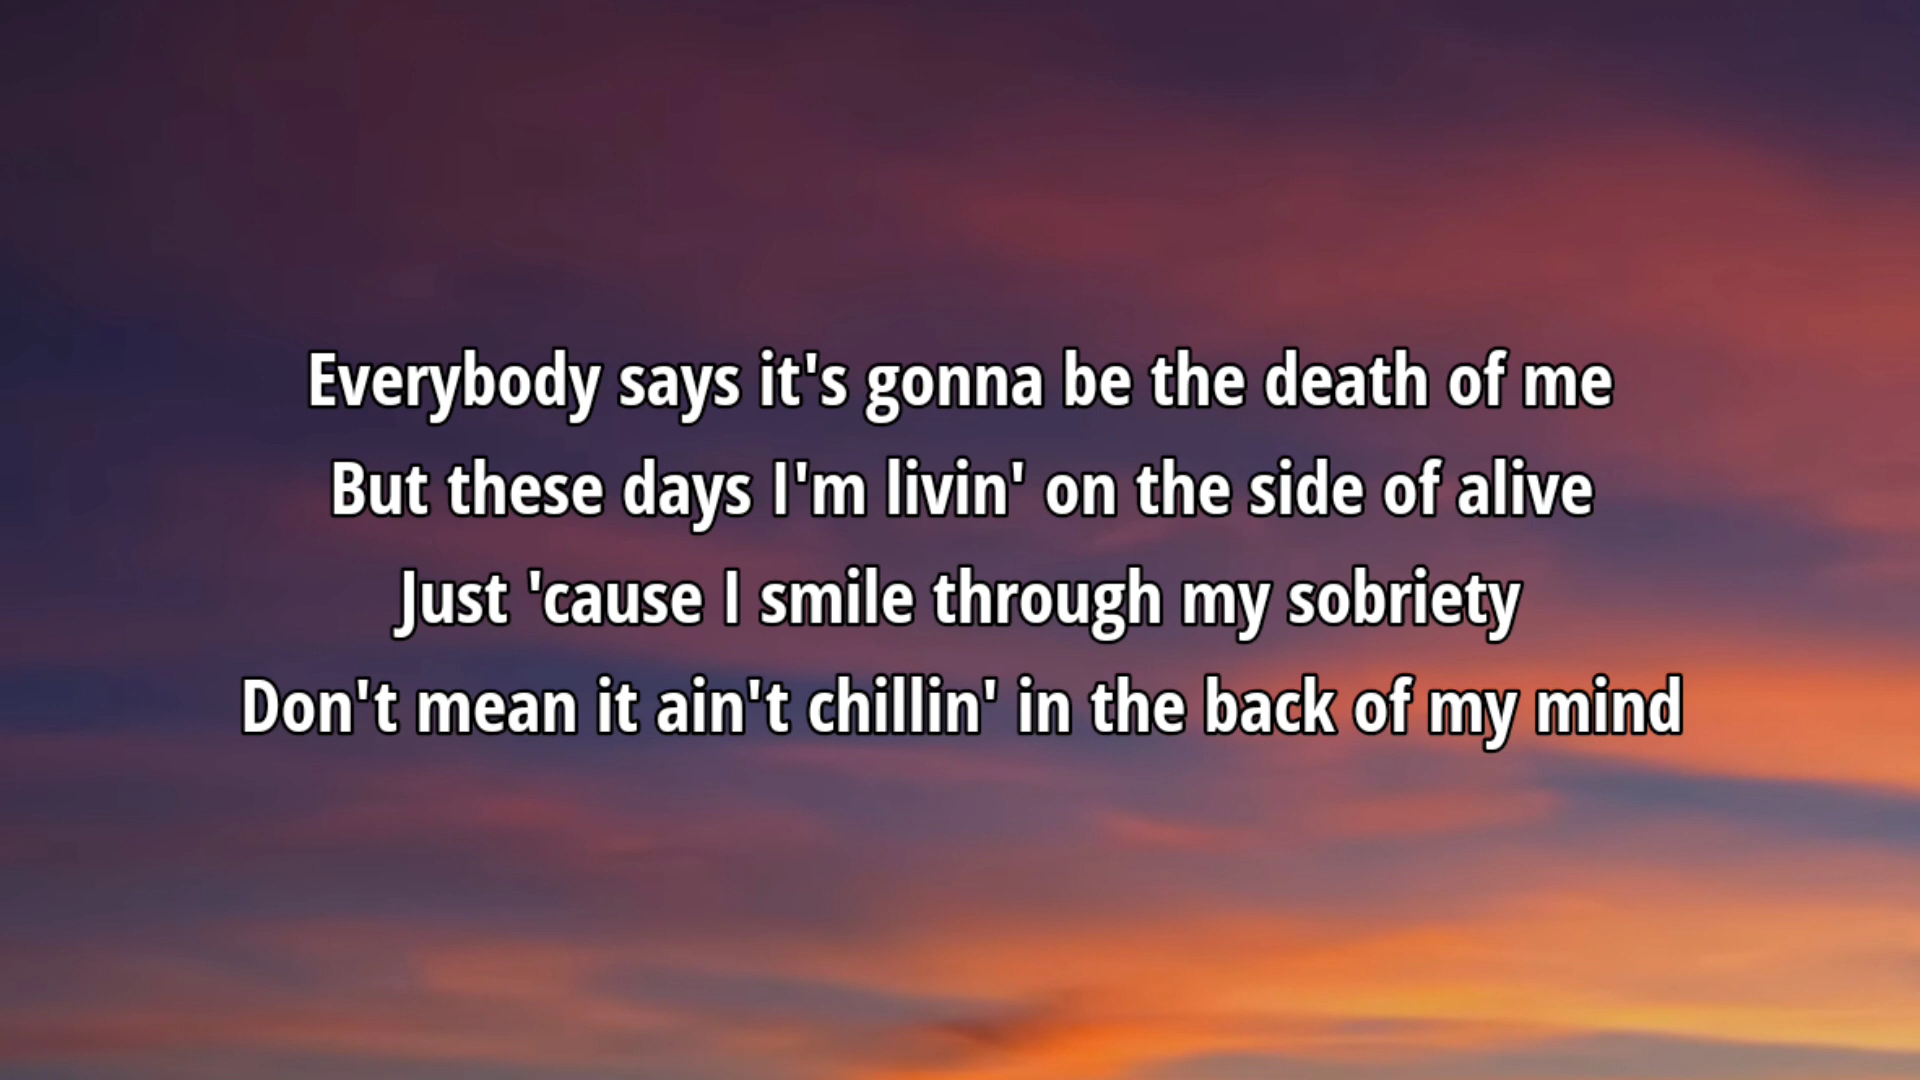 Everybody says it's gonna be the death of me
But these days I'm livin' on the side of alive
Just 'cause I smile through my sobriety
Don't mean it ain't chillin' in the back of my mind